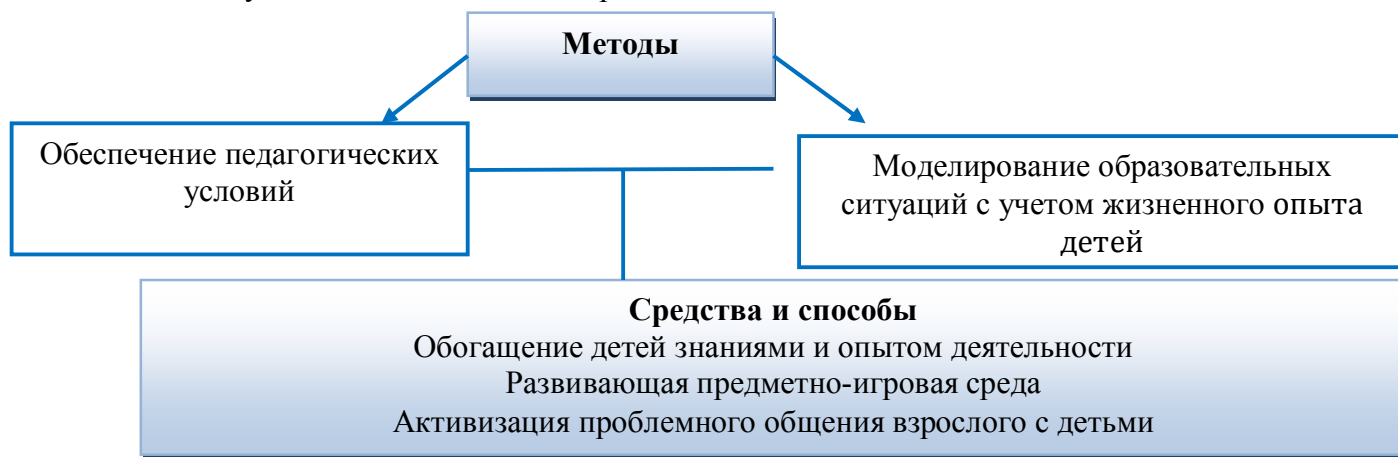 Методы
Обеспечение педагогических
условий
Моделирование образовательных
ситуаций с учетом жизненного опыта
детей
Средства и способы
Обогащение детей знаниями и опытом деятельности
Развивающая предметно-игровая среда
Активизация проблемного общения взрослого с детьми